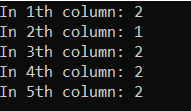 In 1th column: 2
In 2th column: 1
In 3th column: 2
In 4th column: 2
In 5th column: 2